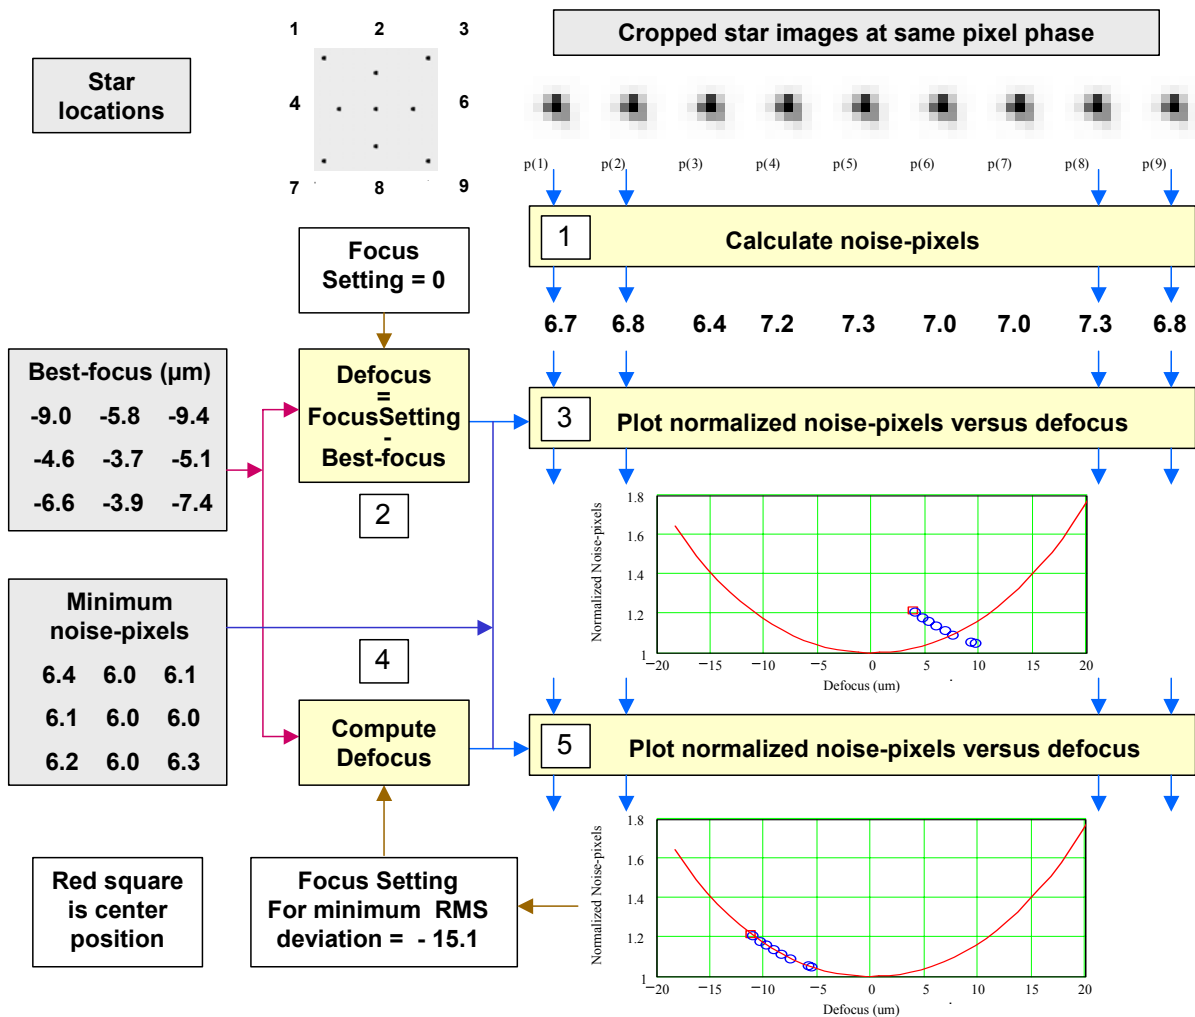 1 2 3
Cropped star images at same pixel phase
Star
locations
4 6
7 8 9
p(1) p(2) p(3) p(4) p(5) p(6) p(7) p(8) p(9)
1
Calculate noise-pixels
Focus
Setting = 0
6.7 6.8 6.4 7.2 7.3 7.0 7.0 7.3 6.8
Best-focus (µm)
-9.0 -5.8 -9.4
-4.6 -3.7 -5.1
-6.6 -3.9 -7.4
Defocus
=
FocusSetting
-
Best-focus
2
3
Plot normalized noise-pixels versus defocus
Normalized Noise-pixels
1.8
1.6
1.4
1.2
1
−20 −15 −10 −5 0 5 10 15 20
Defocus (um)
Minimum
noise-pixels
6.4 6.0 6.1
6.1 6.0 6.0
6.2 6.0 6.3
4
Compute
Defocus
5
Plot normalized noise-pixels versus defocus
Normalized Noise-pixels
1.8
1.6
1.4
1.2
1
−20 −15 −10 −5 0 5 10 15 20
Defocus (um)
Red square
is center
position
Focus Setting
For minimum RMS
deviation = - 15.1